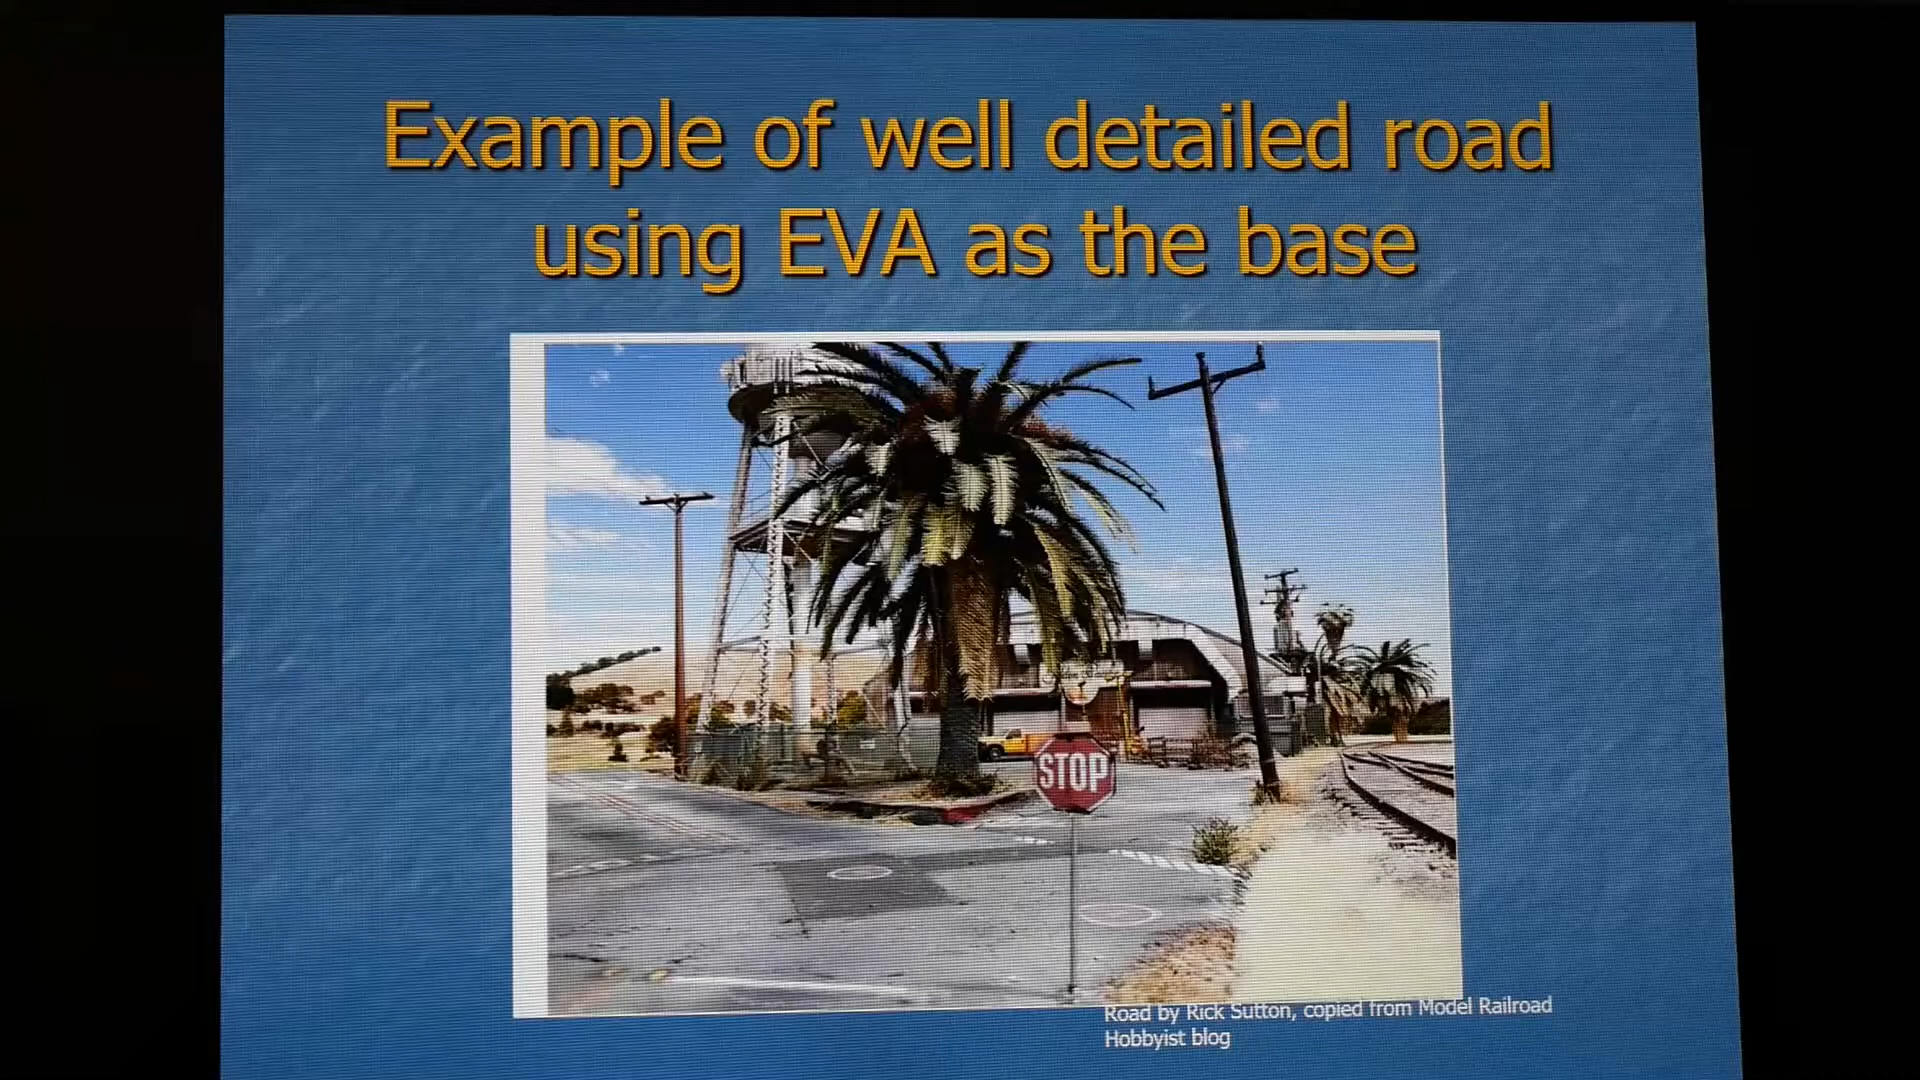 Example of well detailed road
using EVA as the base
STOP
Road by Rick Sutton, copied from Model Railroad
Hobbyist blog